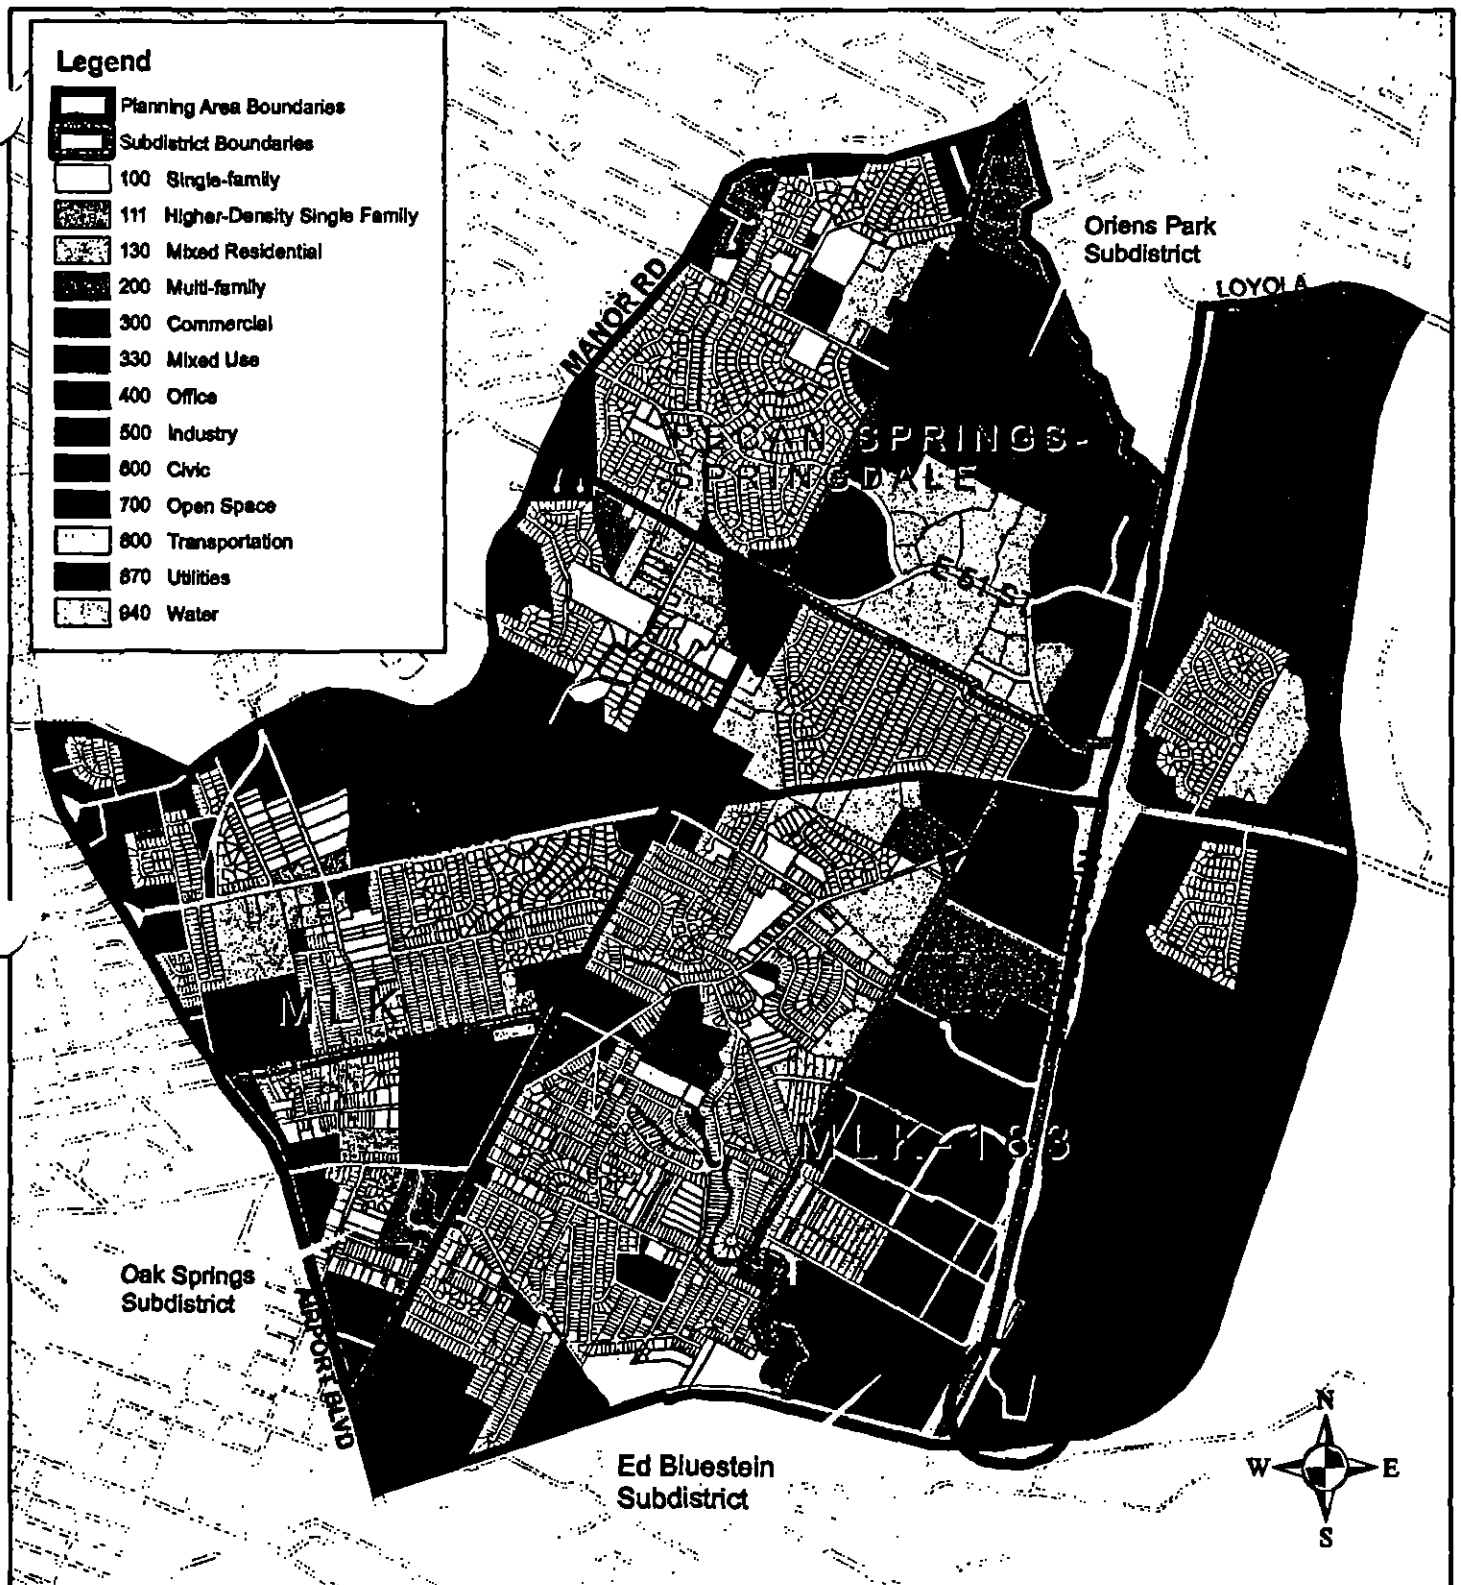 Legend
Planning Area Boundaries
Subdistrict Boundaries
100 Single-family
111 Higher-Density Single Family
130 Mixed Residential
200 Multi-family
300 Commercial
330 Mixed Use
400 Office
500 Industry
600 Civic
700 Open Space
800 Transportation
870 Utilities
940 Water
Oriens Park
Subdistrict
LOYOLA
MANOR RD
PECAN SPRINGS-
SPRINGDALE
E 51 ST
MLK
MLK-183
Oak Springs
Subdistrict
AIRPORT BLVD
Ed Bluestein
Subdistrict
N
W
E
S